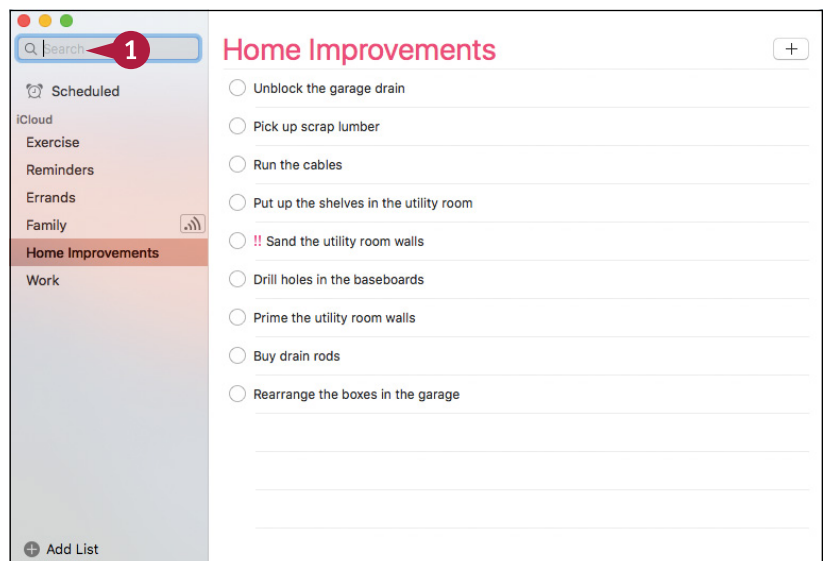 Search
1
Scheduled
iCloud
Exercise
Reminders
Errands
Family
Home Improvements
Work
Add List
Home Improvements
+
Unblock the garage drain
Pick up scrap lumber
Run the cables
Put up the shelves in the utility room
!! Sand the utility room walls
Drill holes in the baseboards
Prime the utility room walls
Buy drain rods
Rearrange the boxes in the garage